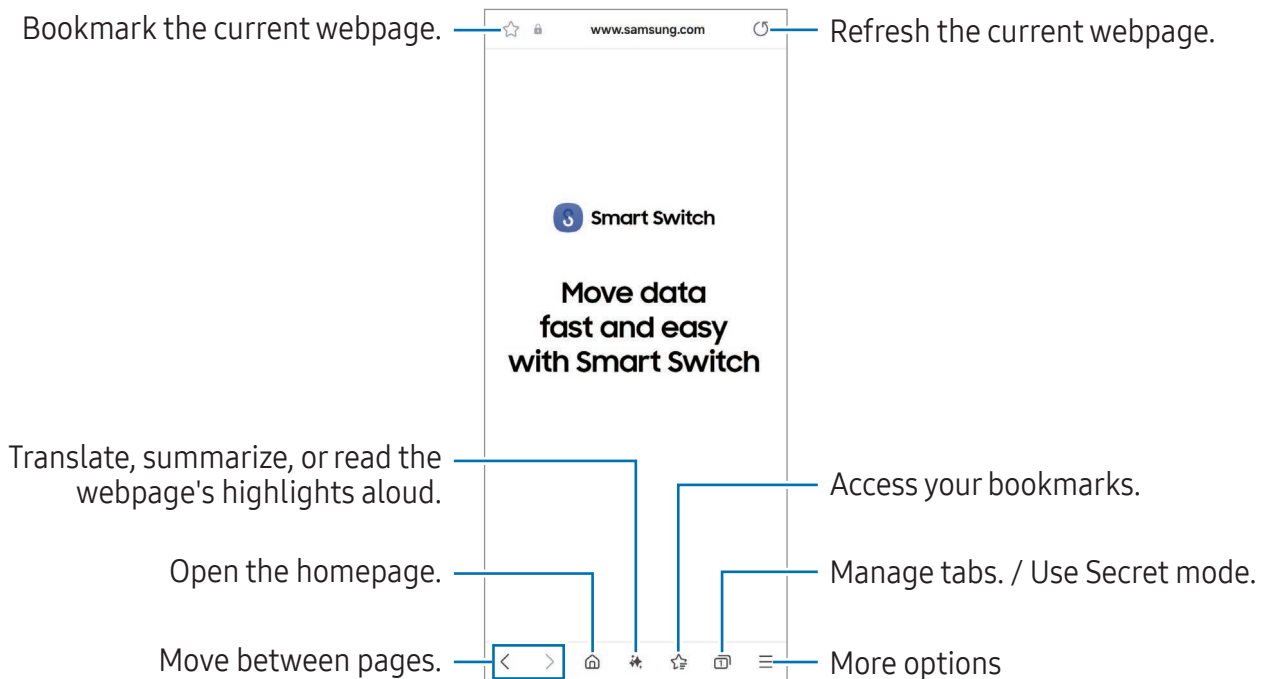 Bookmark the current webpage.
www.samsung.com
Refresh the current webpage.
Smart Switch
Move data
fast and easy
with Smart Switch
Translate, summarize, or read the
webpage's highlights aloud.
Access your bookmarks.
Open the homepage.
Manage tabs. / Use Secret mode.
Move between pages.
1
More options